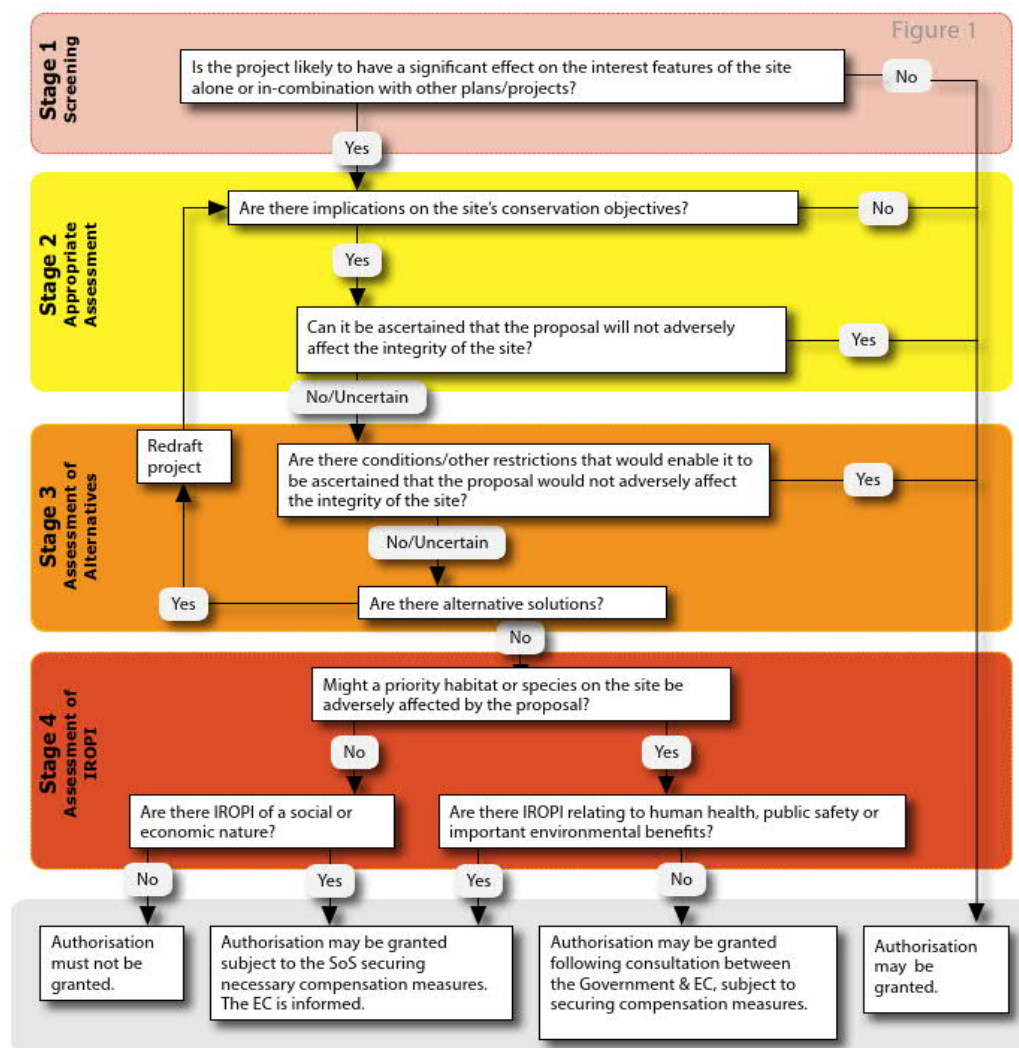 Figure 1
Stage 1
Screening
Is the project likely to have a significant effect on the interest features of the site
alone or in-combination with other plans/projects?
No
Yes
Stage 2
Appropriate
Assessment
Are there implications on the site's conservation objectives?
No
Yes
Can it be ascertained that the proposal will not adversely
affect the integrity of the site?
Yes
No/Uncertain
Stage 3
Assessment of
Alternatives
Redraft
project
Are there conditions/other restrictions that would enable it to
be ascertained that the proposal would not adversely affect
the integrity of the site?
Yes
No/Uncertain
Are there alternative solutions?
Yes
No
Stage 4
Assessment of
IROPI
Might a priority habitat or species on the site be
adversely affected by the proposal?
No
Yes
Are there IROPI of a social or
economic nature?
Are there IROPI relating to human health, public safety or
important environmental benefits?
No
Yes
Yes
No
Authorisation
must not be
granted.
Authorisation may be granted
subject to the SoS securing
necessary compensation measures.
The EC is informed.
Authorisation may be granted
following consultation between
the Government & EC, subject to
securing compensation measures.
Authorisation
may be
granted.